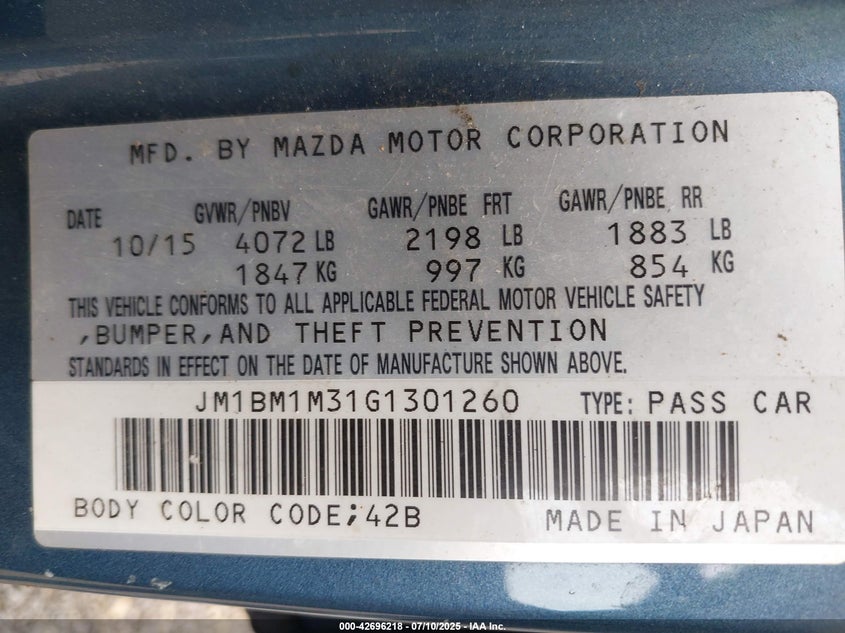 MFD. BY MAZDA MOTOR CORPORATION
DATE GVWR/PNBV GAWR/PNBE FRT GAWR/PNBE RR
10/15 4072 LB 2198 LB 1883 LB
1847 KG 997 KG 854 KG
THIS VEHICLE CONFORMS TO ALL APPLICABLE FEDERAL MOTOR VEHICLE SAFETY
,BUMPER,AND THEFT PREVENTION
STANDARDS IN EFFECT ON THE DATE OF MANUFACTURE SHOWN ABOVE.
JM1BM1M31G1301260 TYPE: PASS CAR
BODY COLOR CODE;42B MADE IN JAPAN
000-42696218 - 07/10/2025 - IAA Inc.